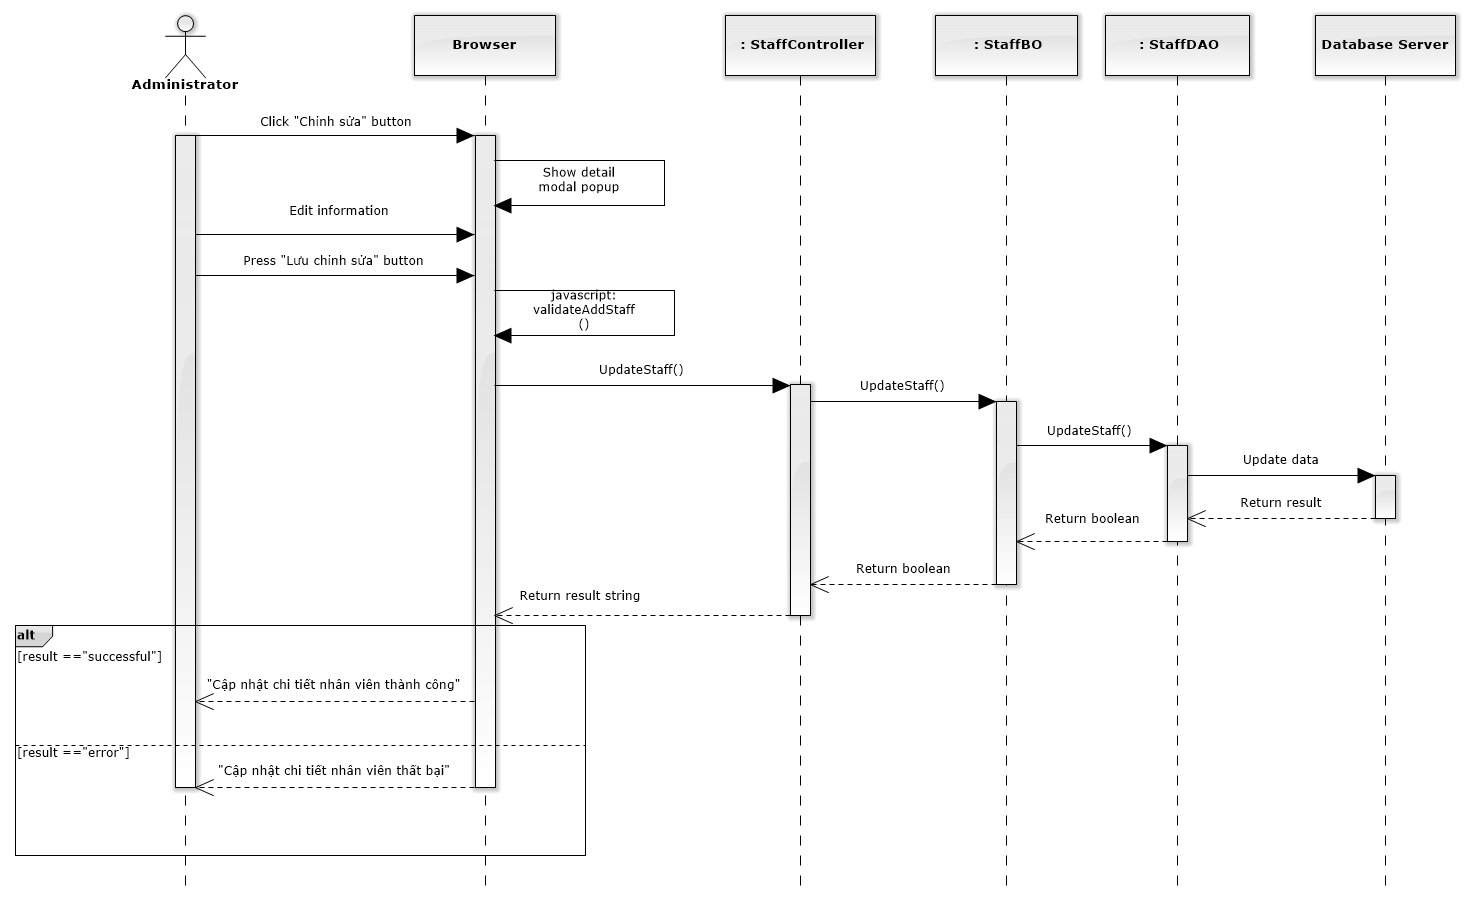 Administrator
Browser
: StaffController
: StaffBO
: StaffDAO
Database Server
Click "Chỉnh sửa" button
Show detail
modal popup
Edit information
Press "Lưu chỉnh sửa" button
javascript:
validateAddStaff
()
UpdateStaff()
UpdateStaff()
UpdateStaff()
Update data
Return result
Return boolean
Return boolean
Return result string
alt
[result =="successful"]
"Cập nhật chi tiết nhân viên thành công"
[result =="error"]
"Cập nhật chi tiết nhân viên thất bại"